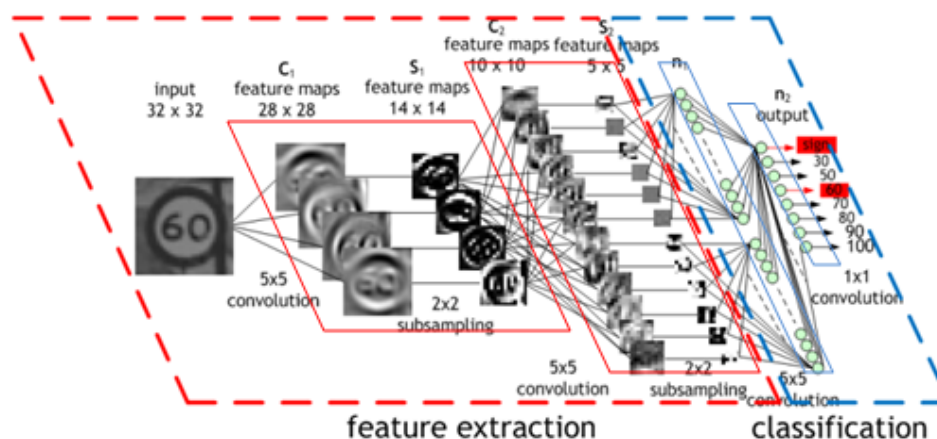 input
32 x 32
C1
feature maps
28 x 28
S1
feature maps
14 x 14
C2
feature maps
10 x 10
S2
feature maps
5 x 5
n1
n2
output
sign
30
50
60
70
80
90
100
60
5x5
convolution
2x2
subsampling
5x5
convolution
2x2
subsampling
5x5
convolution
1x1
convolution
feature extraction
classification